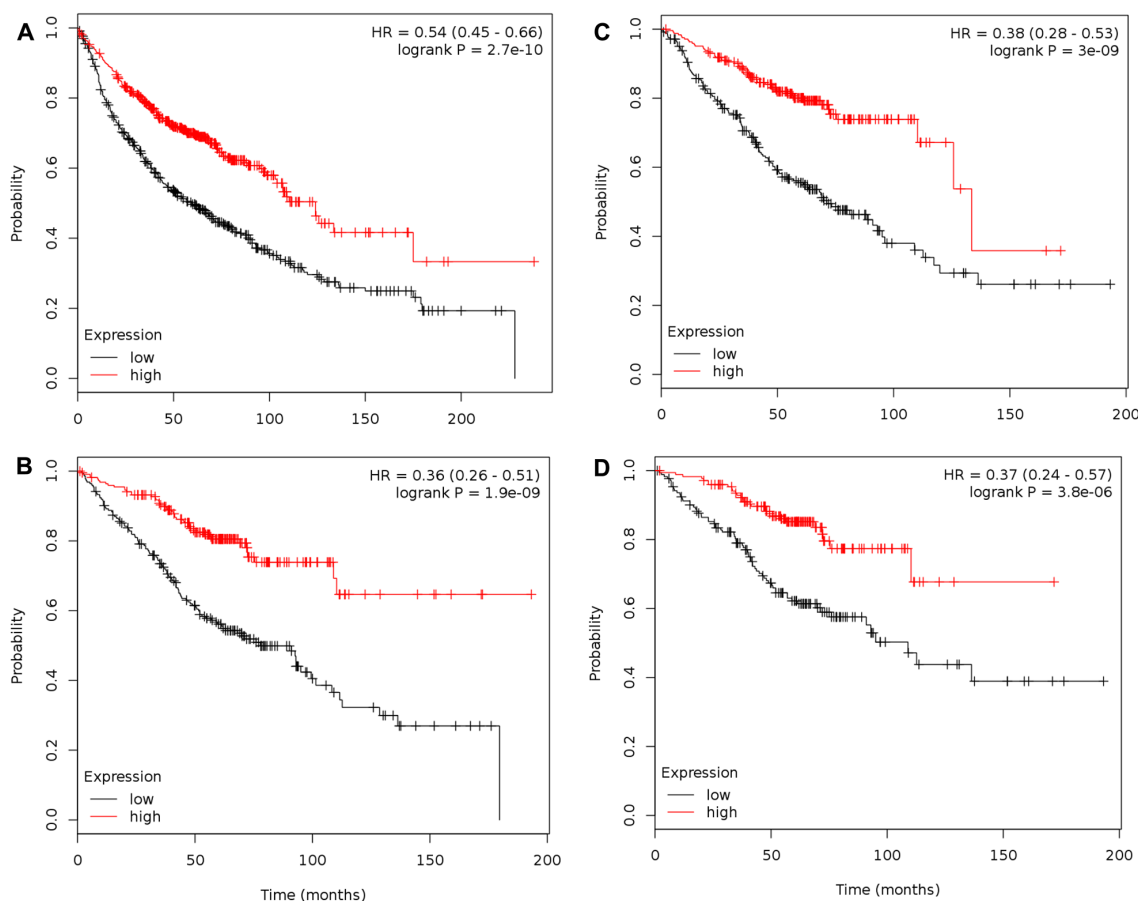 A
HR = 0.54 (0.45 - 0.66)
logrank P = 2.7e-10
Probability
1.0
0.8
0.6
0.4
0.2
0.0
Expression
low
high
0 50 100 150 200
C
HR = 0.38 (0.28 - 0.53)
logrank P = 3e-09
Probability
1.0
0.8
0.6
0.4
0.2
0.0
Expression
low
high
0 50 100 150 200
B
HR = 0.36 (0.26 - 0.51)
logrank P = 1.9e-09
Probability
1.0
0.8
0.6
0.4
0.2
0.0
Expression
low
high
0 50 100 150 200
Time (months)
D
HR = 0.37 (0.24 - 0.57)
logrank P = 3.8e-06
Probability
1.0
0.8
0.6
0.4
0.2
0.0
Expression
low
high
0 50 100 150 200
Time (months)